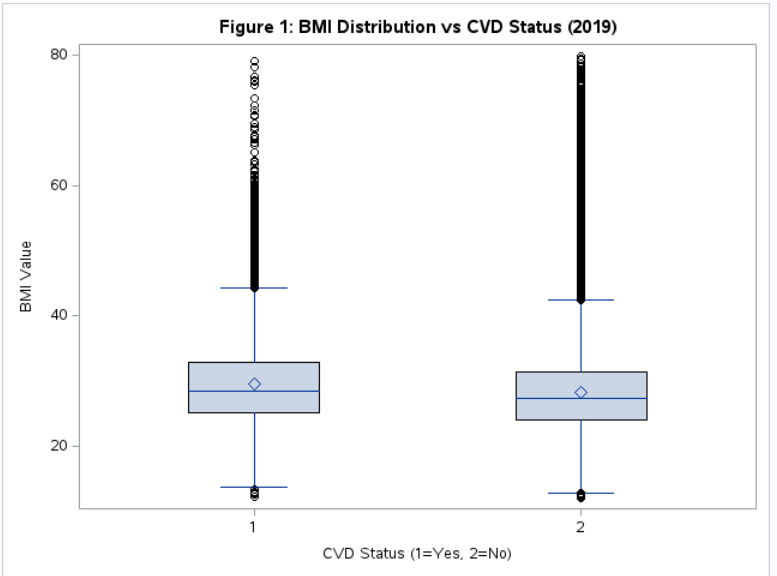 Figure 1: BMI Distribution vs CVD Status (2019)
80
60
40
20
BMI Value
1
2
CVD Status (1=Yes, 2=No)